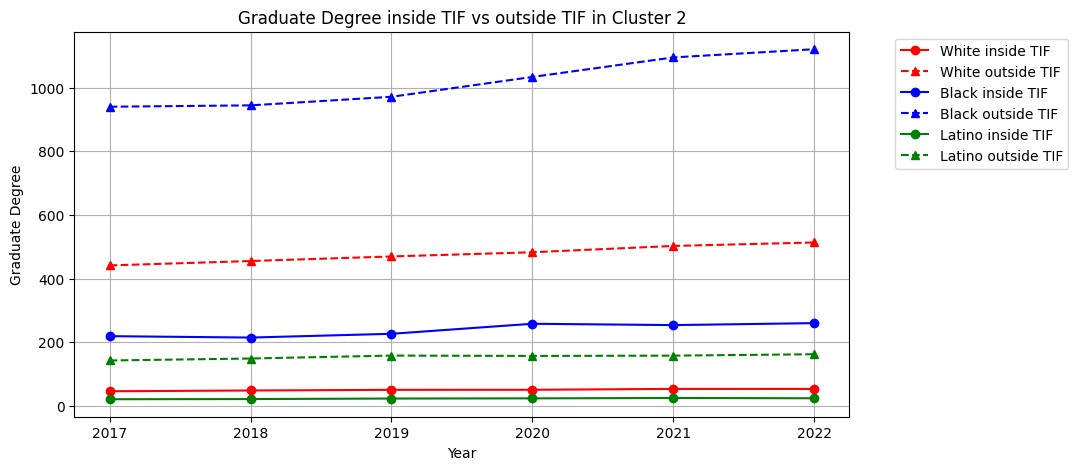 Graduate Degree inside TIF vs outside TIF in Cluster 2
Graduate Degree
1000
800
600
400
200
0
2017 2018 2019 2020 2021 2022
Year
White inside TIF
White outside TIF
Black inside TIF
Black outside TIF
Latino inside TIF
Latino outside TIF